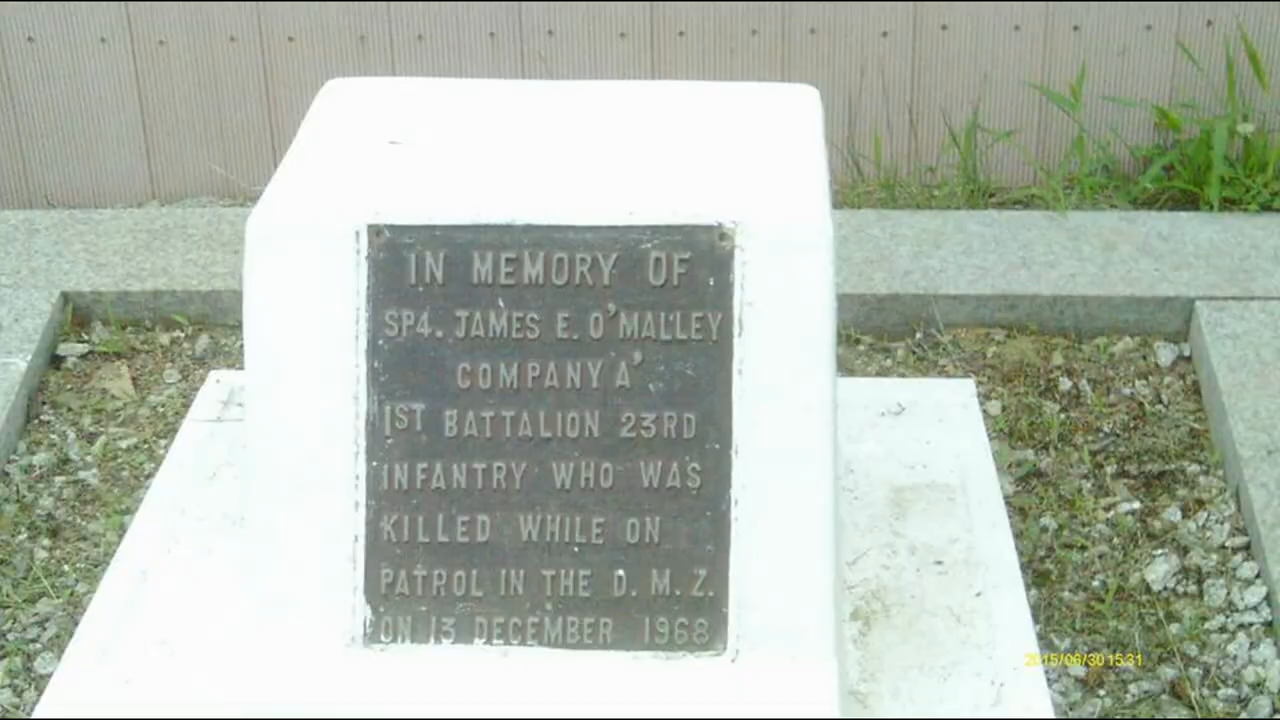 IN MEMORY OF
SP4. JAMES E. O'MALLEY
COMPANY A'
1ST BATTALION 23RD
INFANTRY WHO WAS
KILLED WHILE ON
PATROL IN THE D. M. Z.
ON 13 DECEMBER 1968
2015/06/30 15:31